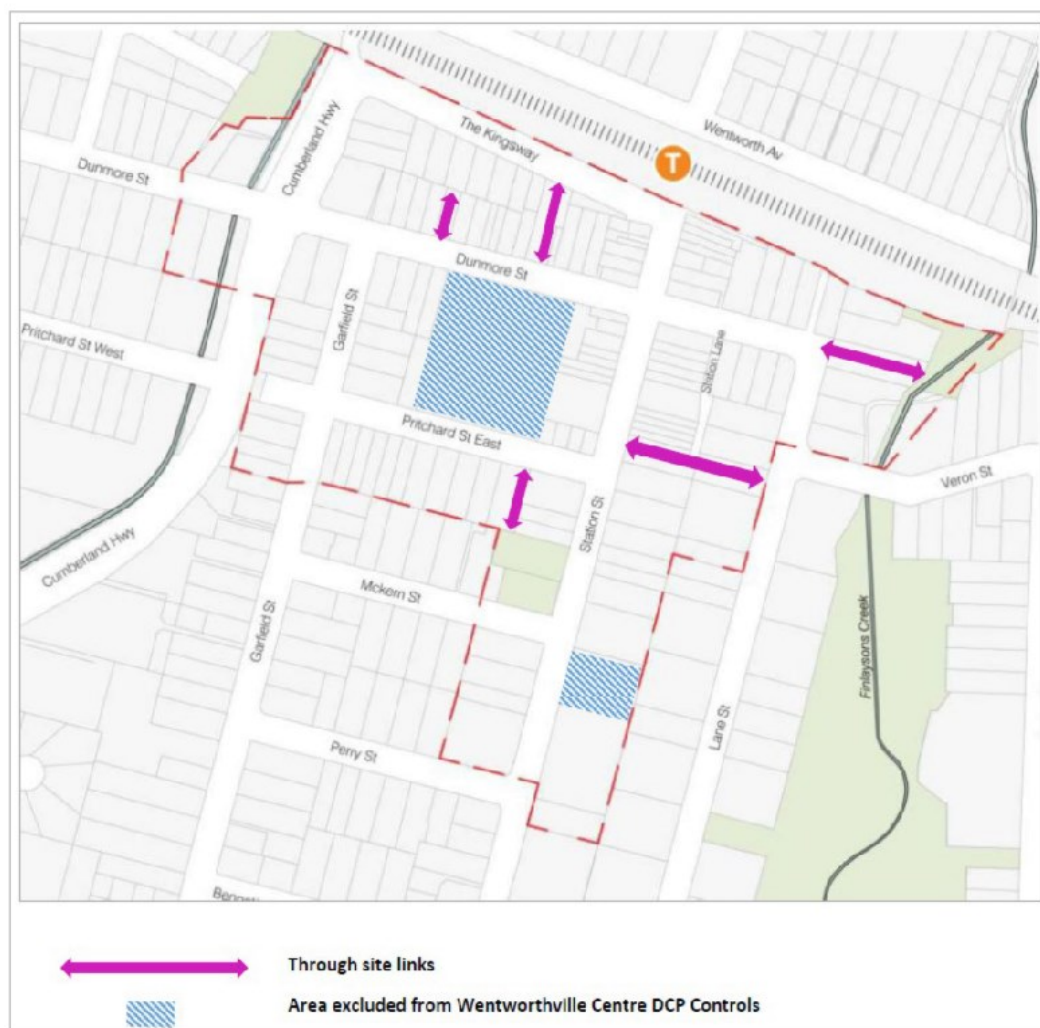 Wentworth Av
The Kingsway
T
Cumberland Hwy
Dunmore St
Dunmore St
Garfield St
Station Lane
Pritchard St West
Pritchard St East
Veron St
Station St
Cumberland Hwy
Mckern St
Garfield St
Finlaysons Creek
Lane St
Perry St
Through site links
Area excluded from Wentworthville Centre DCP Controls